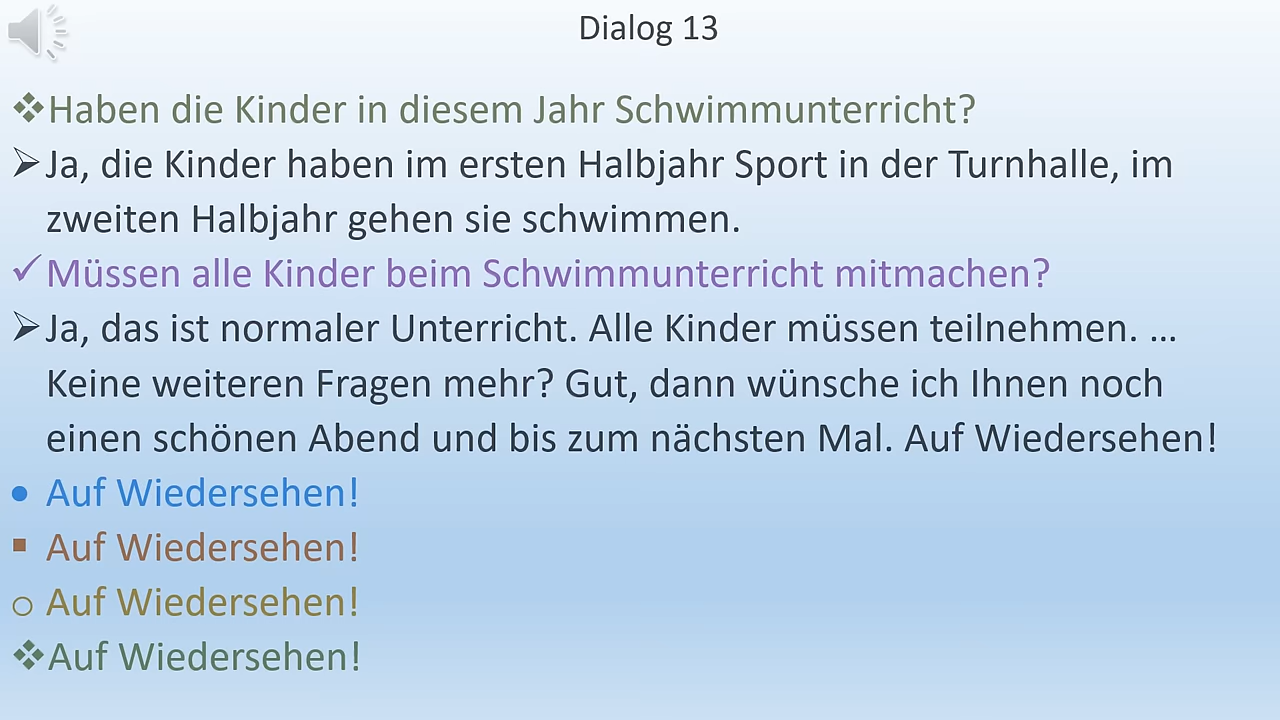 Dialog 13
❖Haben die Kinder in diesem Jahr Schwimmunterricht?
➢Ja, die Kinder haben im ersten Halbjahr Sport in der Turnhalle, im
zweiten Halbjahr gehen sie schwimmen.
✓Müssen alle Kinder beim Schwimmunterricht mitmachen?
➢Ja, das ist normaler Unterricht. Alle Kinder müssen teilnehmen. …
Keine weiteren Fragen mehr? Gut, dann wünsche ich Ihnen noch
einen schönen Abend und bis zum nächsten Mal. Auf Wiedersehen!
• Auf Wiedersehen!
▪ Auf Wiedersehen!
o Auf Wiedersehen!
❖Auf Wiedersehen!